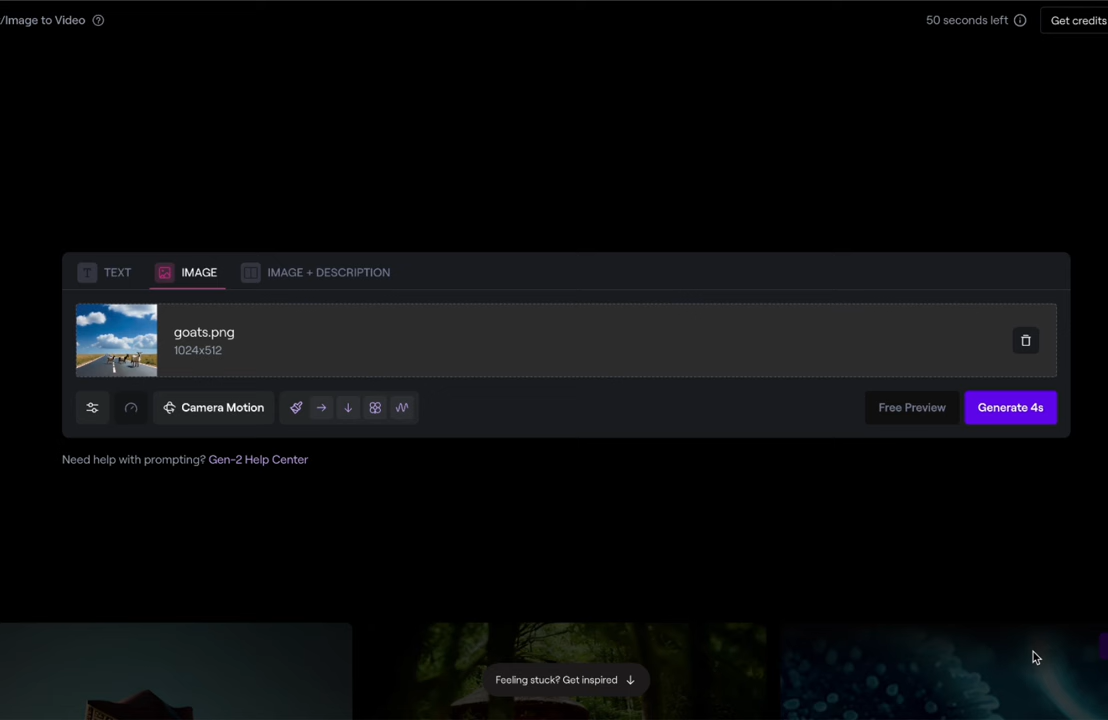 /Image to Video
50 seconds left
Get credits
T TEXT
IMAGE
IMAGE + DESCRIPTION
goats.png
1024x512
Camera Motion
Free Preview
Generate 4s
Need help with prompting? Gen-2 Help Center
Feeling stuck? Get inspired